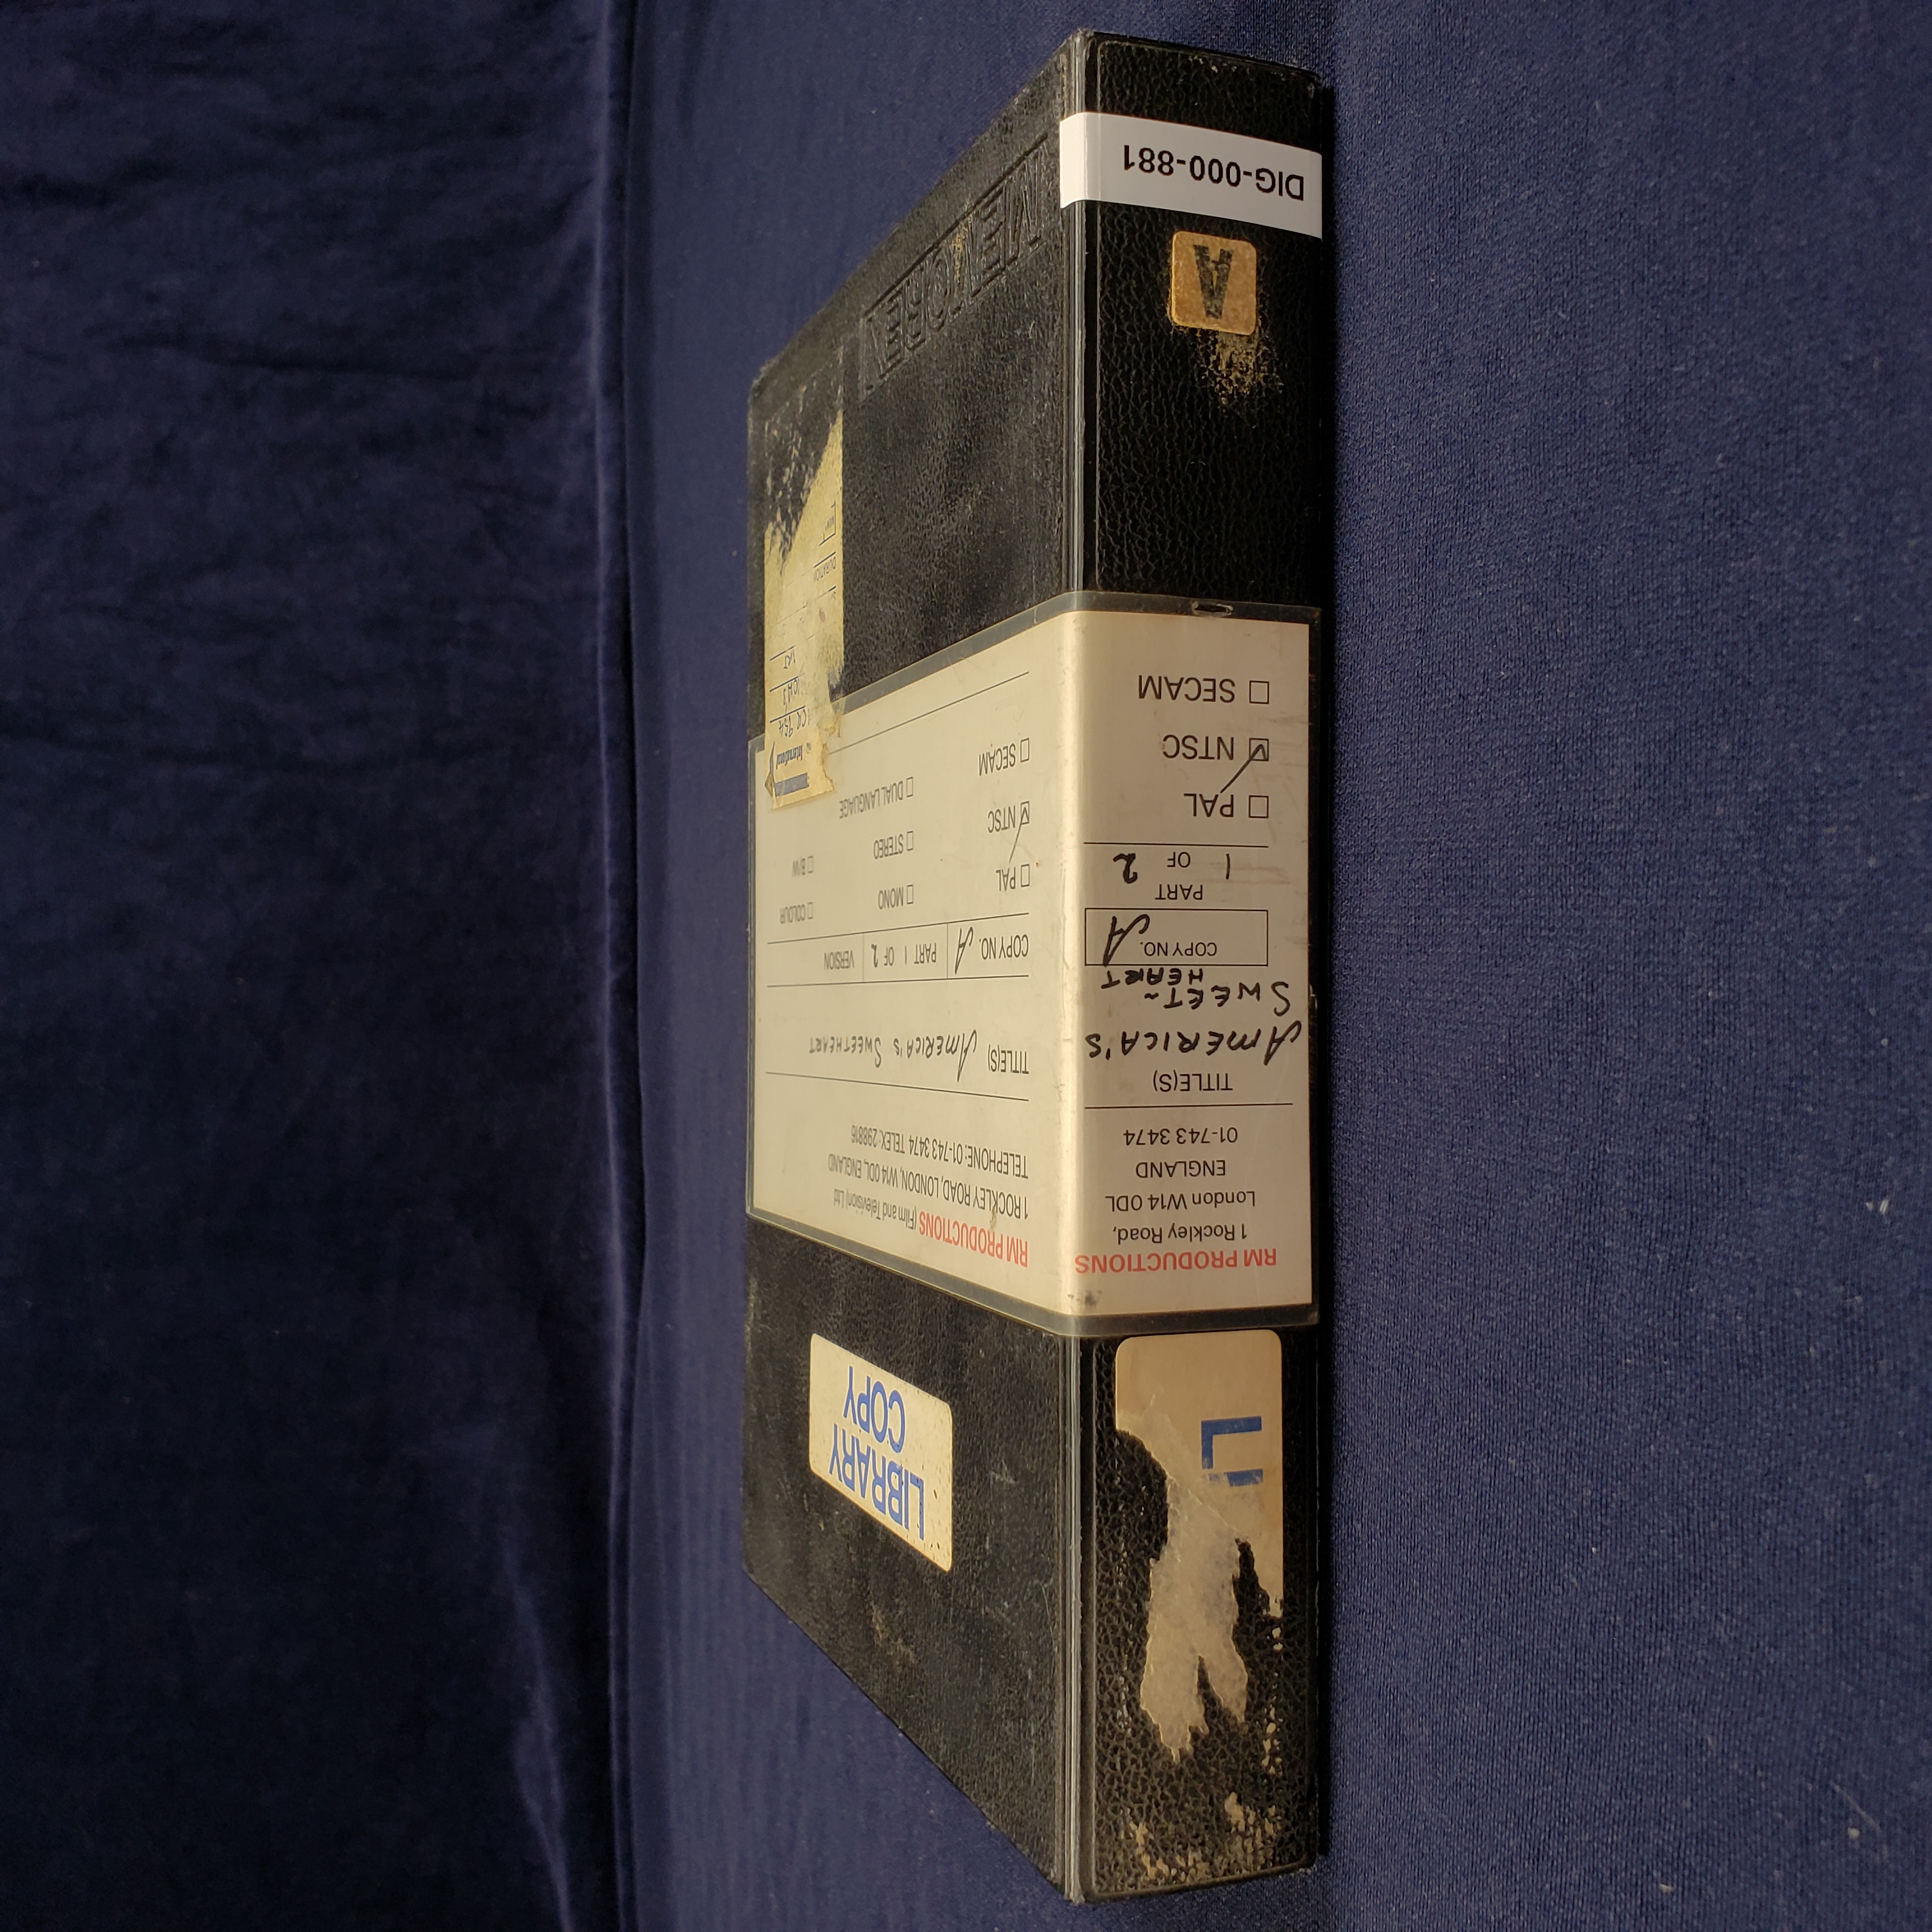 LIBRARY
COPY
RM PRODUCTIONS (Film and Television) Ltd
1 ROCKLEY ROAD, LONDON, W14 0DL, ENGLAND
TELEPHONE: 01-743 3474 TELEX: 298816
TITLE(S) AMERICA'S SWEETHEART
COPY NO. A PART 1 OF 2 VERSION
PAL MONO COLOUR
NTSC STEREO B/W
SECAM DUAL LANGUAGE
International
DURATION
MEMOREX
RM PRODUCTIONS
1 Rockley Road,
London W14 0DL
ENGLAND
01-743 3474
TITLE(S)
AMERICA'S
SWEET~
HEART
COPY NO. A
PART
1 OF 2
PAL
NTSC
SECAM
A
DIG-000-881